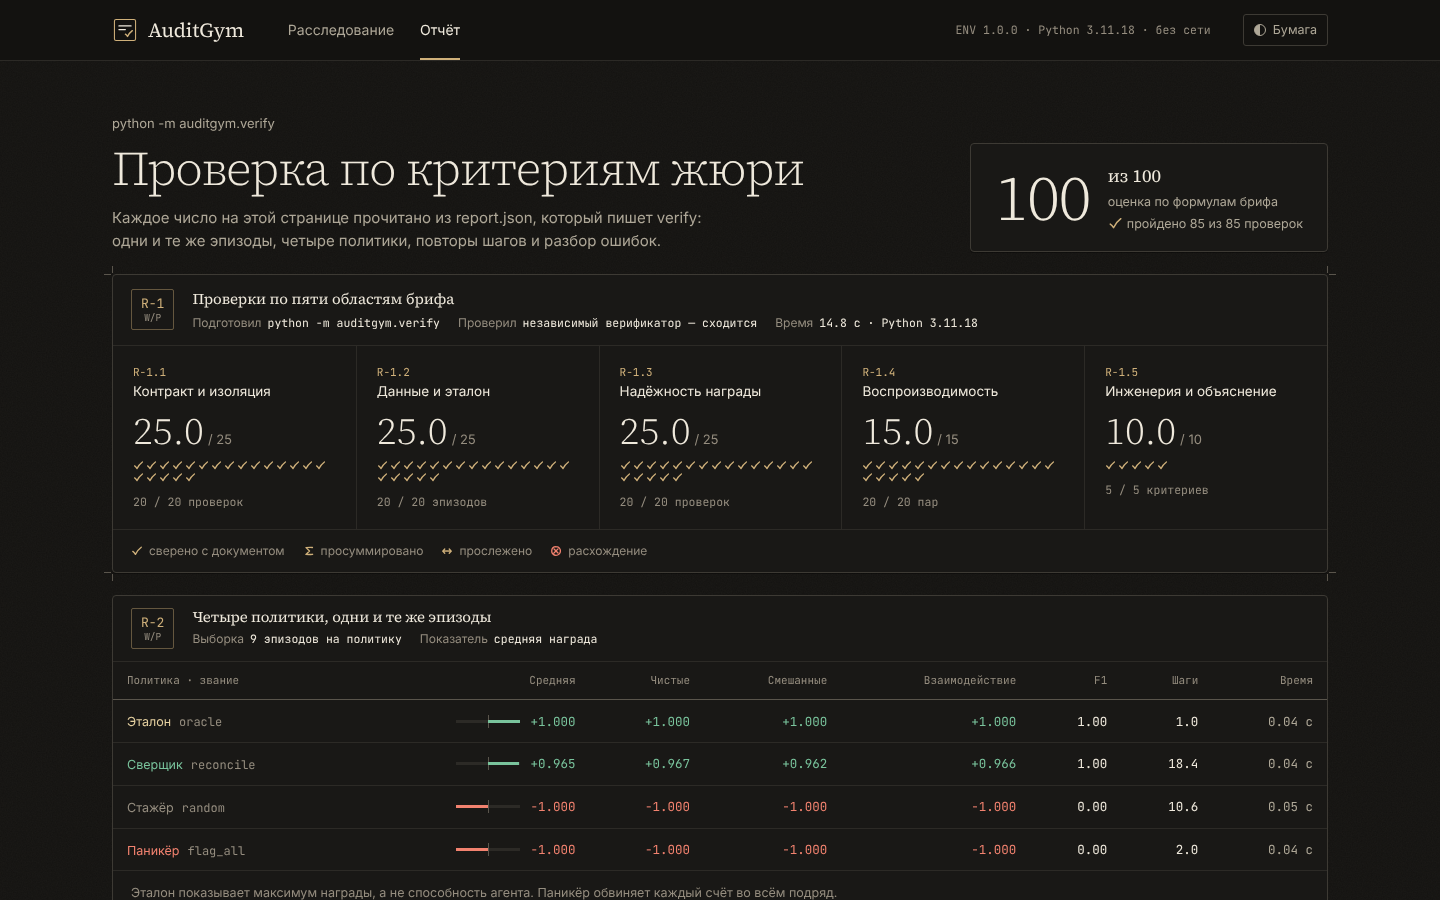 AuditGym Расследование Отчёт ENV 1.0.0 · Python 3.11.18 · без сети Бумага
python -m auditgym.verify
Проверка по критериям жюри
Каждое число на этой странице прочитано из report.json, который пишет verify:
одни и те же эпизоды, четыре политики, повторы шагов и разбор ошибок.
100
из 100
оценка по формулам брифа
✓ пройдено 85 из 85 проверок
R-1
W/P
Проверки по пяти областям брифа
Подготовил python -m auditgym.verify Проверил независимый верификатор — сходится Время 14.8 с · Python 3.11.18
R-1.1
Контракт и изоляция
25.0 / 25
20 / 20 проверок
R-1.2
Данные и эталон
25.0 / 25
20 / 20 эпизодов
R-1.3
Надёжность награды
25.0 / 25
20 / 20 проверок
R-1.4
Воспроизводимость
15.0 / 15
20 / 20 пар
R-1.5
Инженерия и объяснение
10.0 / 10
5 / 5 критериев
✓ сверено с документом Σ просуммировано ↔ прослежено ⊗ расхождение
R-2
W/P
Четыре политики, одни и те же эпизоды
Выборка 9 эпизодов на политику Показатель средняя награда
Политика · звание Средняя Чистые Смешанные Взаимодействие F1 Шаги Время
Эталон oracle +1.000 +1.000 +1.000 +1.000 1.00 1.0 0.04 с
Сверщик reconcile +0.965 +0.967 +0.962 +0.966 1.00 18.4 0.04 с
Стажёр random -1.000 -1.000 -1.000 -1.000 0.00 10.6 0.05 с
Паникёр flag_all -1.000 -1.000 -1.000 -1.000 0.00 2.0 0.04 с
Эталон показывает максимум награды, а не способность агента. Паникёр обвиняет каждый счёт во всём подряд.